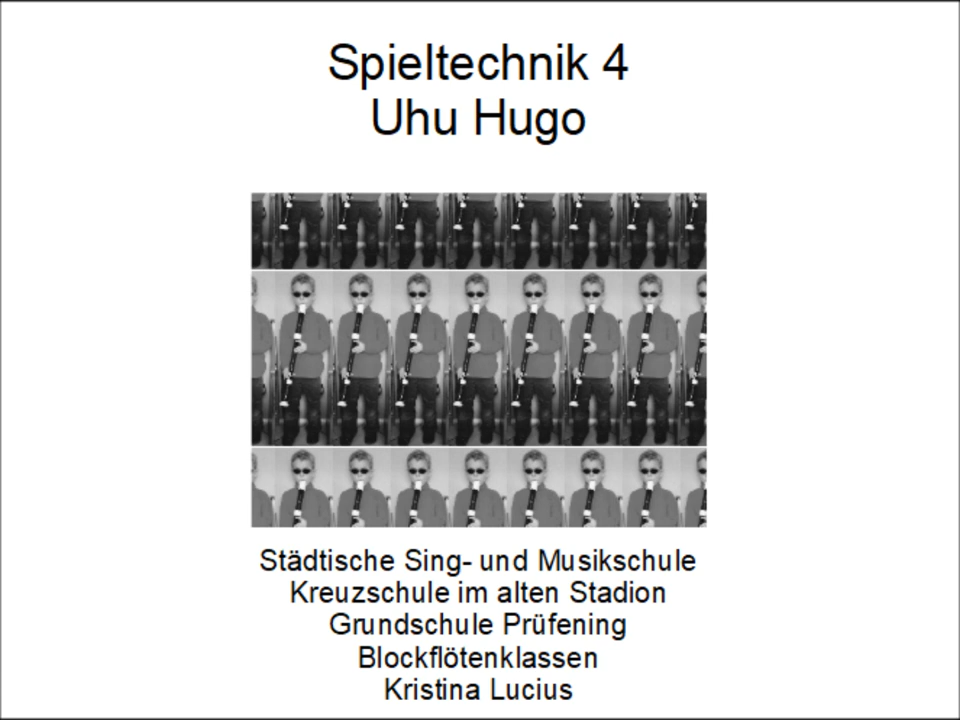 Spieltechnik 4
Uhu Hugo
Städtische Sing- und Musikschule
Kreuzschule im alten Stadion
Grundschule Prüfening
Blockflötenklassen
Kristina Lucius